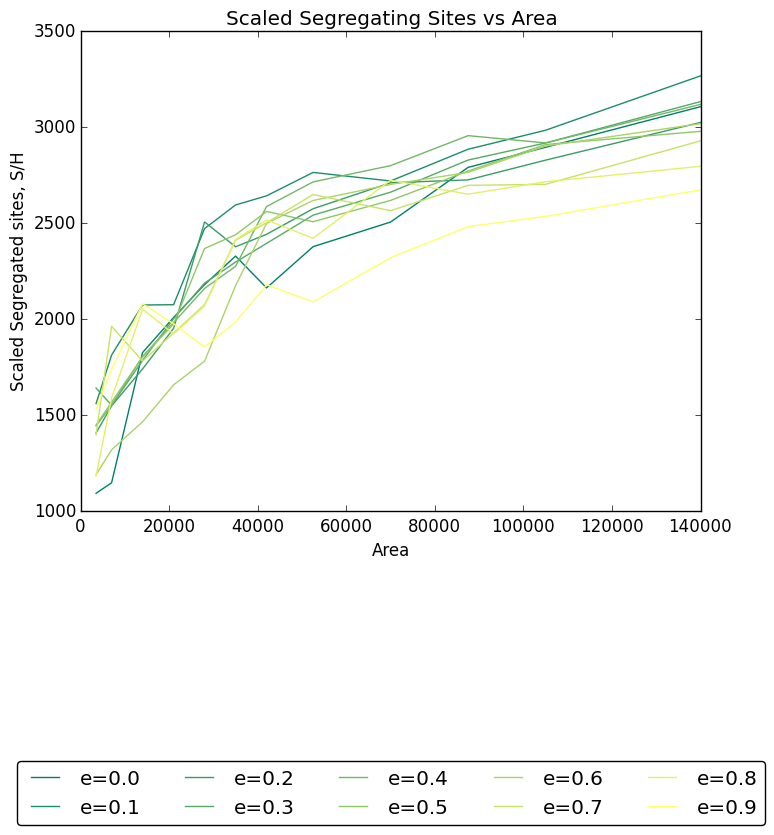 Scaled Segregating Sites vs Area
3500
3000
2500
2000
1500
1000
Scaled Segregated sites, S/H
0 20000 40000 60000 80000 100000 120000 140000
Area
e=0.0 e=0.2 e=0.4 e=0.6 e=0.8
e=0.1 e=0.3 e=0.5 e=0.7 e=0.9